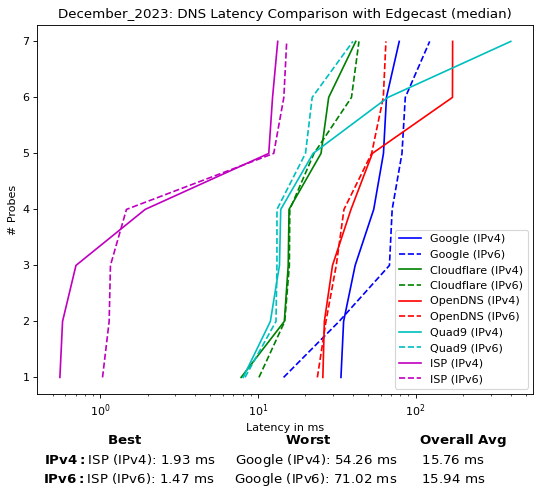 December_2023: DNS Latency Comparison with Edgecast (median)
7
6
5
4
3
2
1
# Probes
Google (IPv4)
Google (IPv6)
Cloudflare (IPv4)
Cloudflare (IPv6)
OpenDNS (IPv4)
OpenDNS (IPv6)
Quad9 (IPv4)
Quad9 (IPv6)
ISP (IPv4)
ISP (IPv6)
10⁰ 10¹ 10²
Latency in ms
Best Worst Overall Avg
IPv4: ISP (IPv4): 1.93 ms Google (IPv4): 54.26 ms 15.76 ms
IPv6: ISP (IPv6): 1.47 ms Google (IPv6): 71.02 ms 15.94 ms